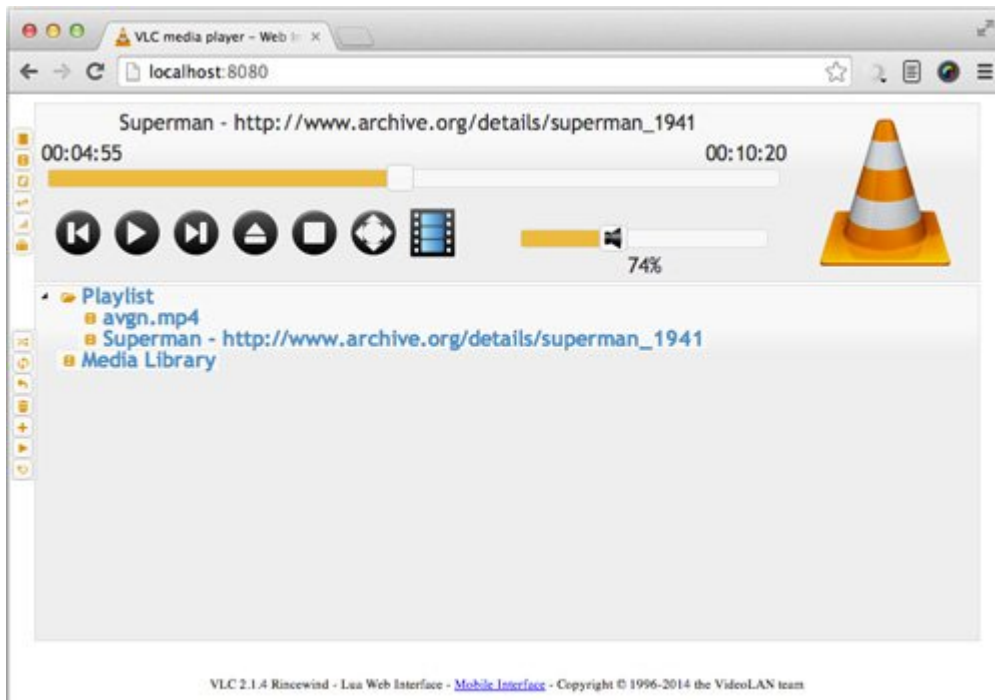 VLC media player – Web In
localhost:8080
Superman - http://www.archive.org/details/superman_1941
00:04:55
00:10:20
74%
Playlist
avgn.mp4
Superman - http://www.archive.org/details/superman_1941
Media Library
VLC 2.1.4 Rincewind - Lua Web Interface - Mobile Interface - Copyright © 1996-2014 the VideoLAN team